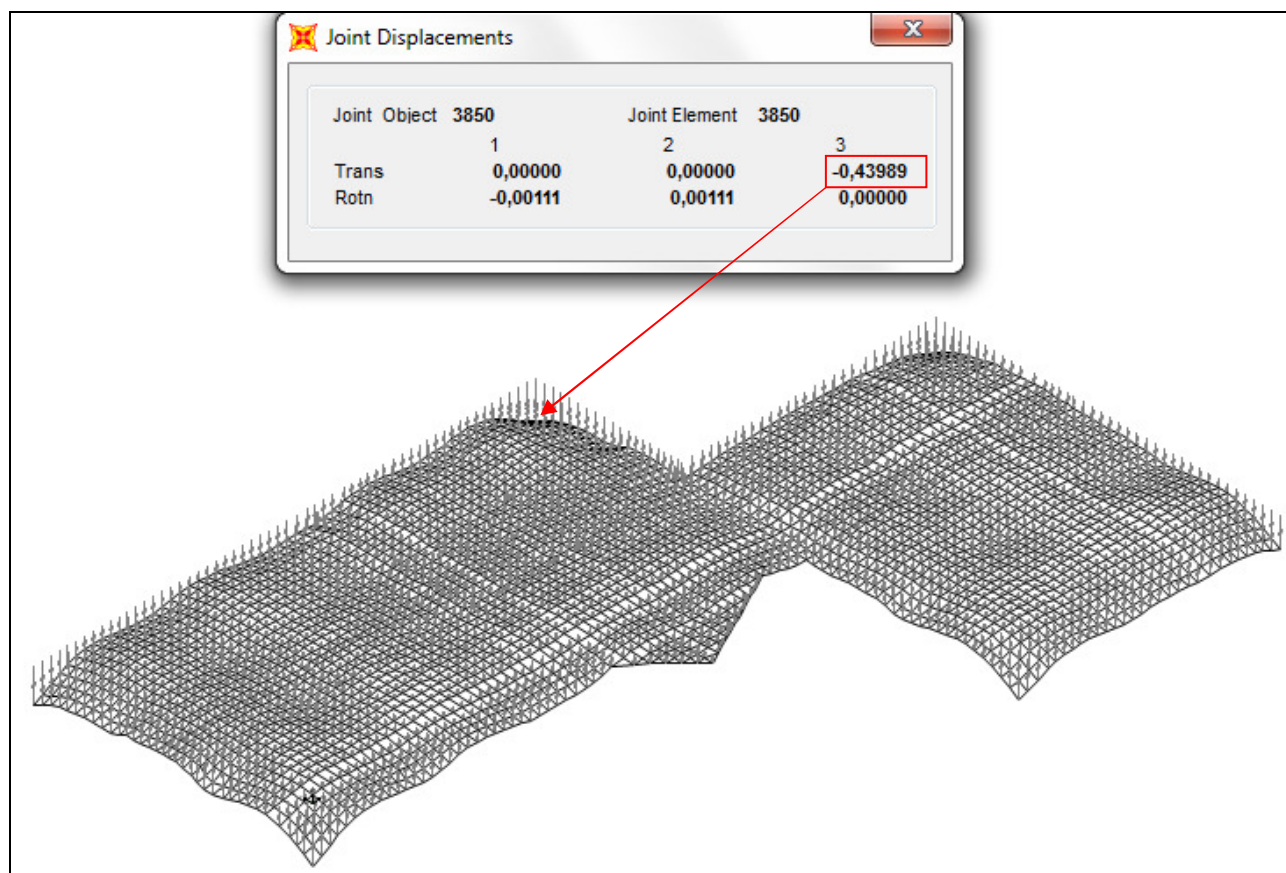 Joint Displacements
Joint Object 3850 Joint Element 3850
1 2 3
Trans 0,00000 0,00000 -0,43989
Rotn -0,00111 0,00111 0,00000